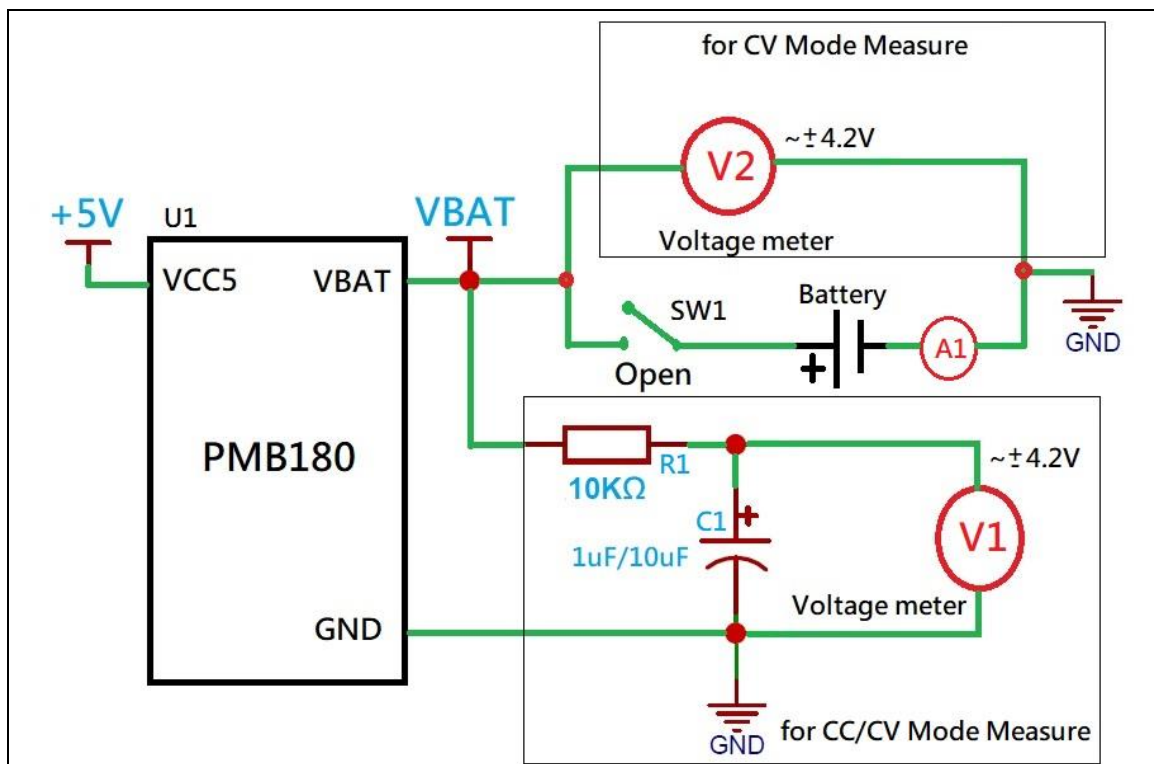 for CV Mode Measure
V2
~±4.2V
Voltage meter
+5V
U1
VBAT
VCC5
VBAT
SW1
Battery
+
A1
GND
Open
PMB180
R1
10KΩ
~±4.2V
C1
+
1uF/10uF
V1
Voltage meter
GND
GND
for CC/CV Mode Measure